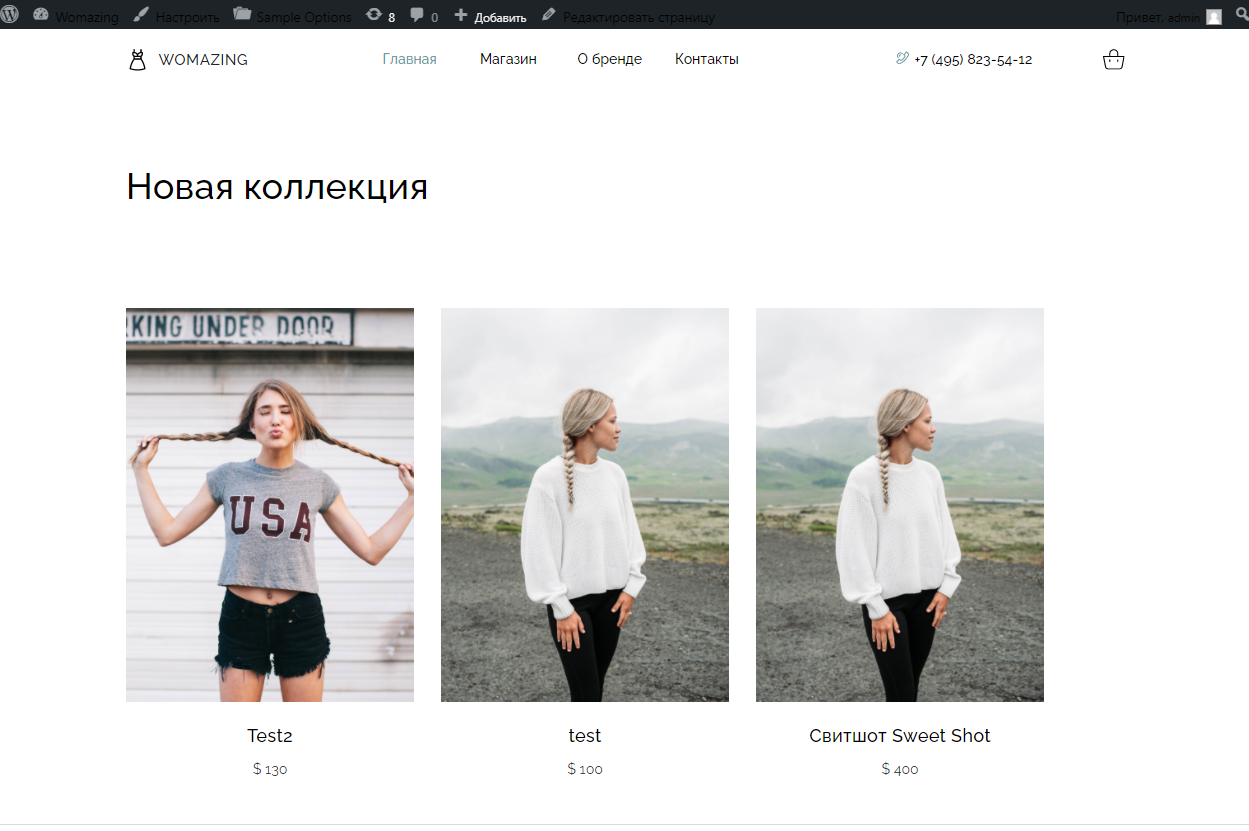 Womazing Настроить Sample Options 8 0 Добавить Редактировать страницу Привет, admin
WOMAZING Главная Магазин О бренде Контакты +7 (495) 823-54-12
Новая коллекция
RKING UNDER DOOR
USA
Test2 test Свитшот Sweet Shot
$ 130 $ 100 $ 400